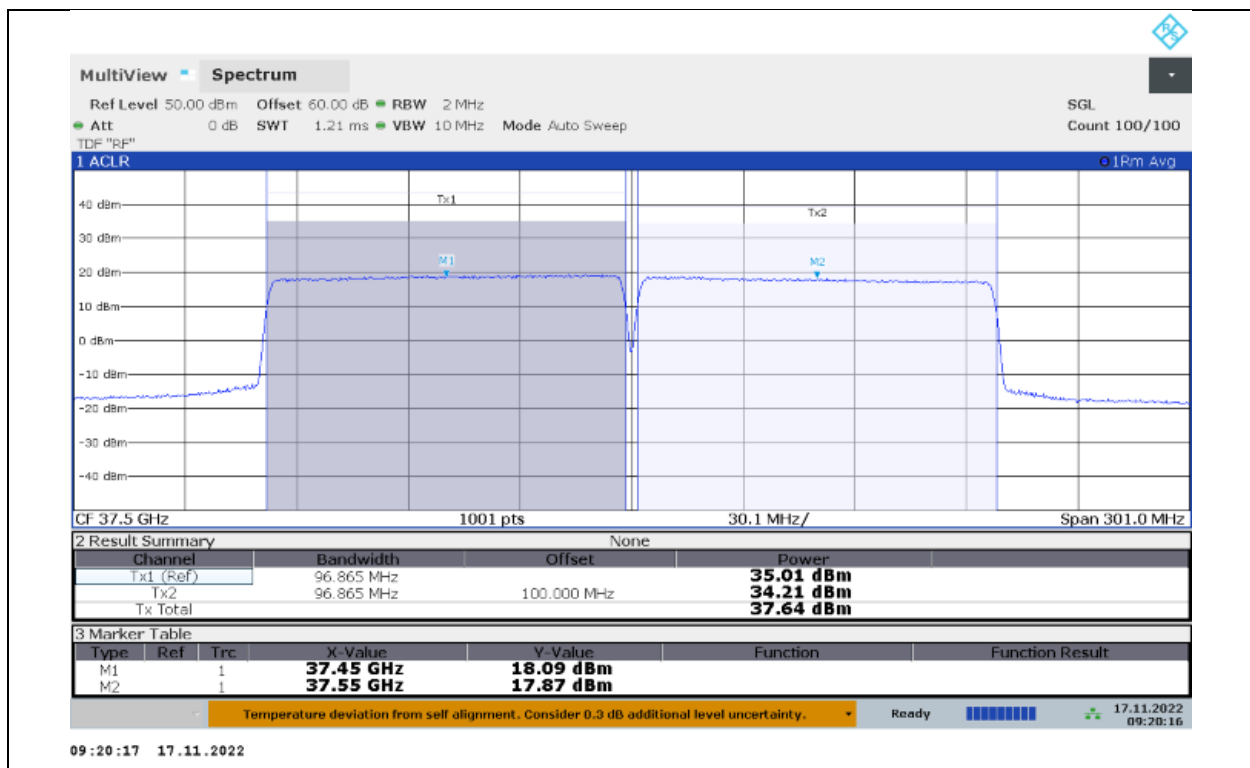 R&S
MultiView Spectrum
Ref Level 50.00 dBm Offset 60.00 dB RBW 2 MHz SGL
Att 0 dB SWT 1.21 ms VBW 10 MHz Mode Auto Sweep Count 100/100
TDF "RF"
1 ACLR 1Rm Avg
Tx1
40 dBm
Tx2
30 dBm
M1
M2
20 dBm
10 dBm
0 dBm
-10 dBm
-20 dBm
-30 dBm
-40 dBm
CF 37.5 GHz 1001 pts 30.1 MHz/ Span 301.0 MHz
2 Result Summary None
Channel Bandwidth Offset Power
Tx1 (Ref) 96.865 MHz 35.01 dBm
Tx2 96.865 MHz 100.000 MHz 34.21 dBm
Tx Total 37.64 dBm
3 Marker Table
Type Ref Trc X-Value Y-Value Function Function Result
M1 1 37.45 GHz 18.09 dBm
M2 1 37.55 GHz 17.87 dBm
Temperature deviation from self alignment. Consider 0.3 dB additional level uncertainty. Ready 17.11.2022
09:20:16
09:20:17 17.11.2022